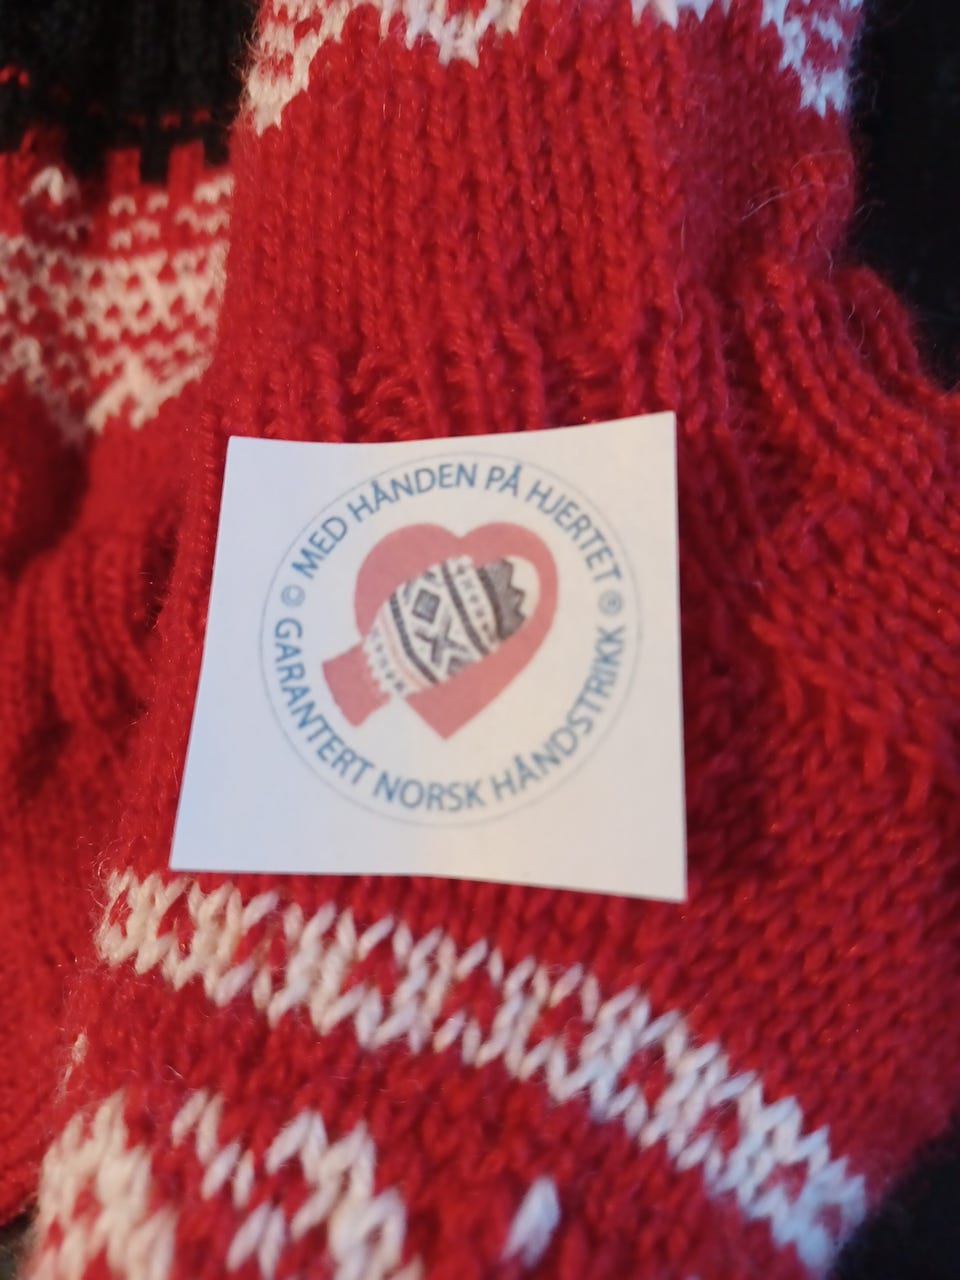 © MED HÅNDEN PÅ HJERTET ®
GARANTERT NORSK HÅNDSTRIKK